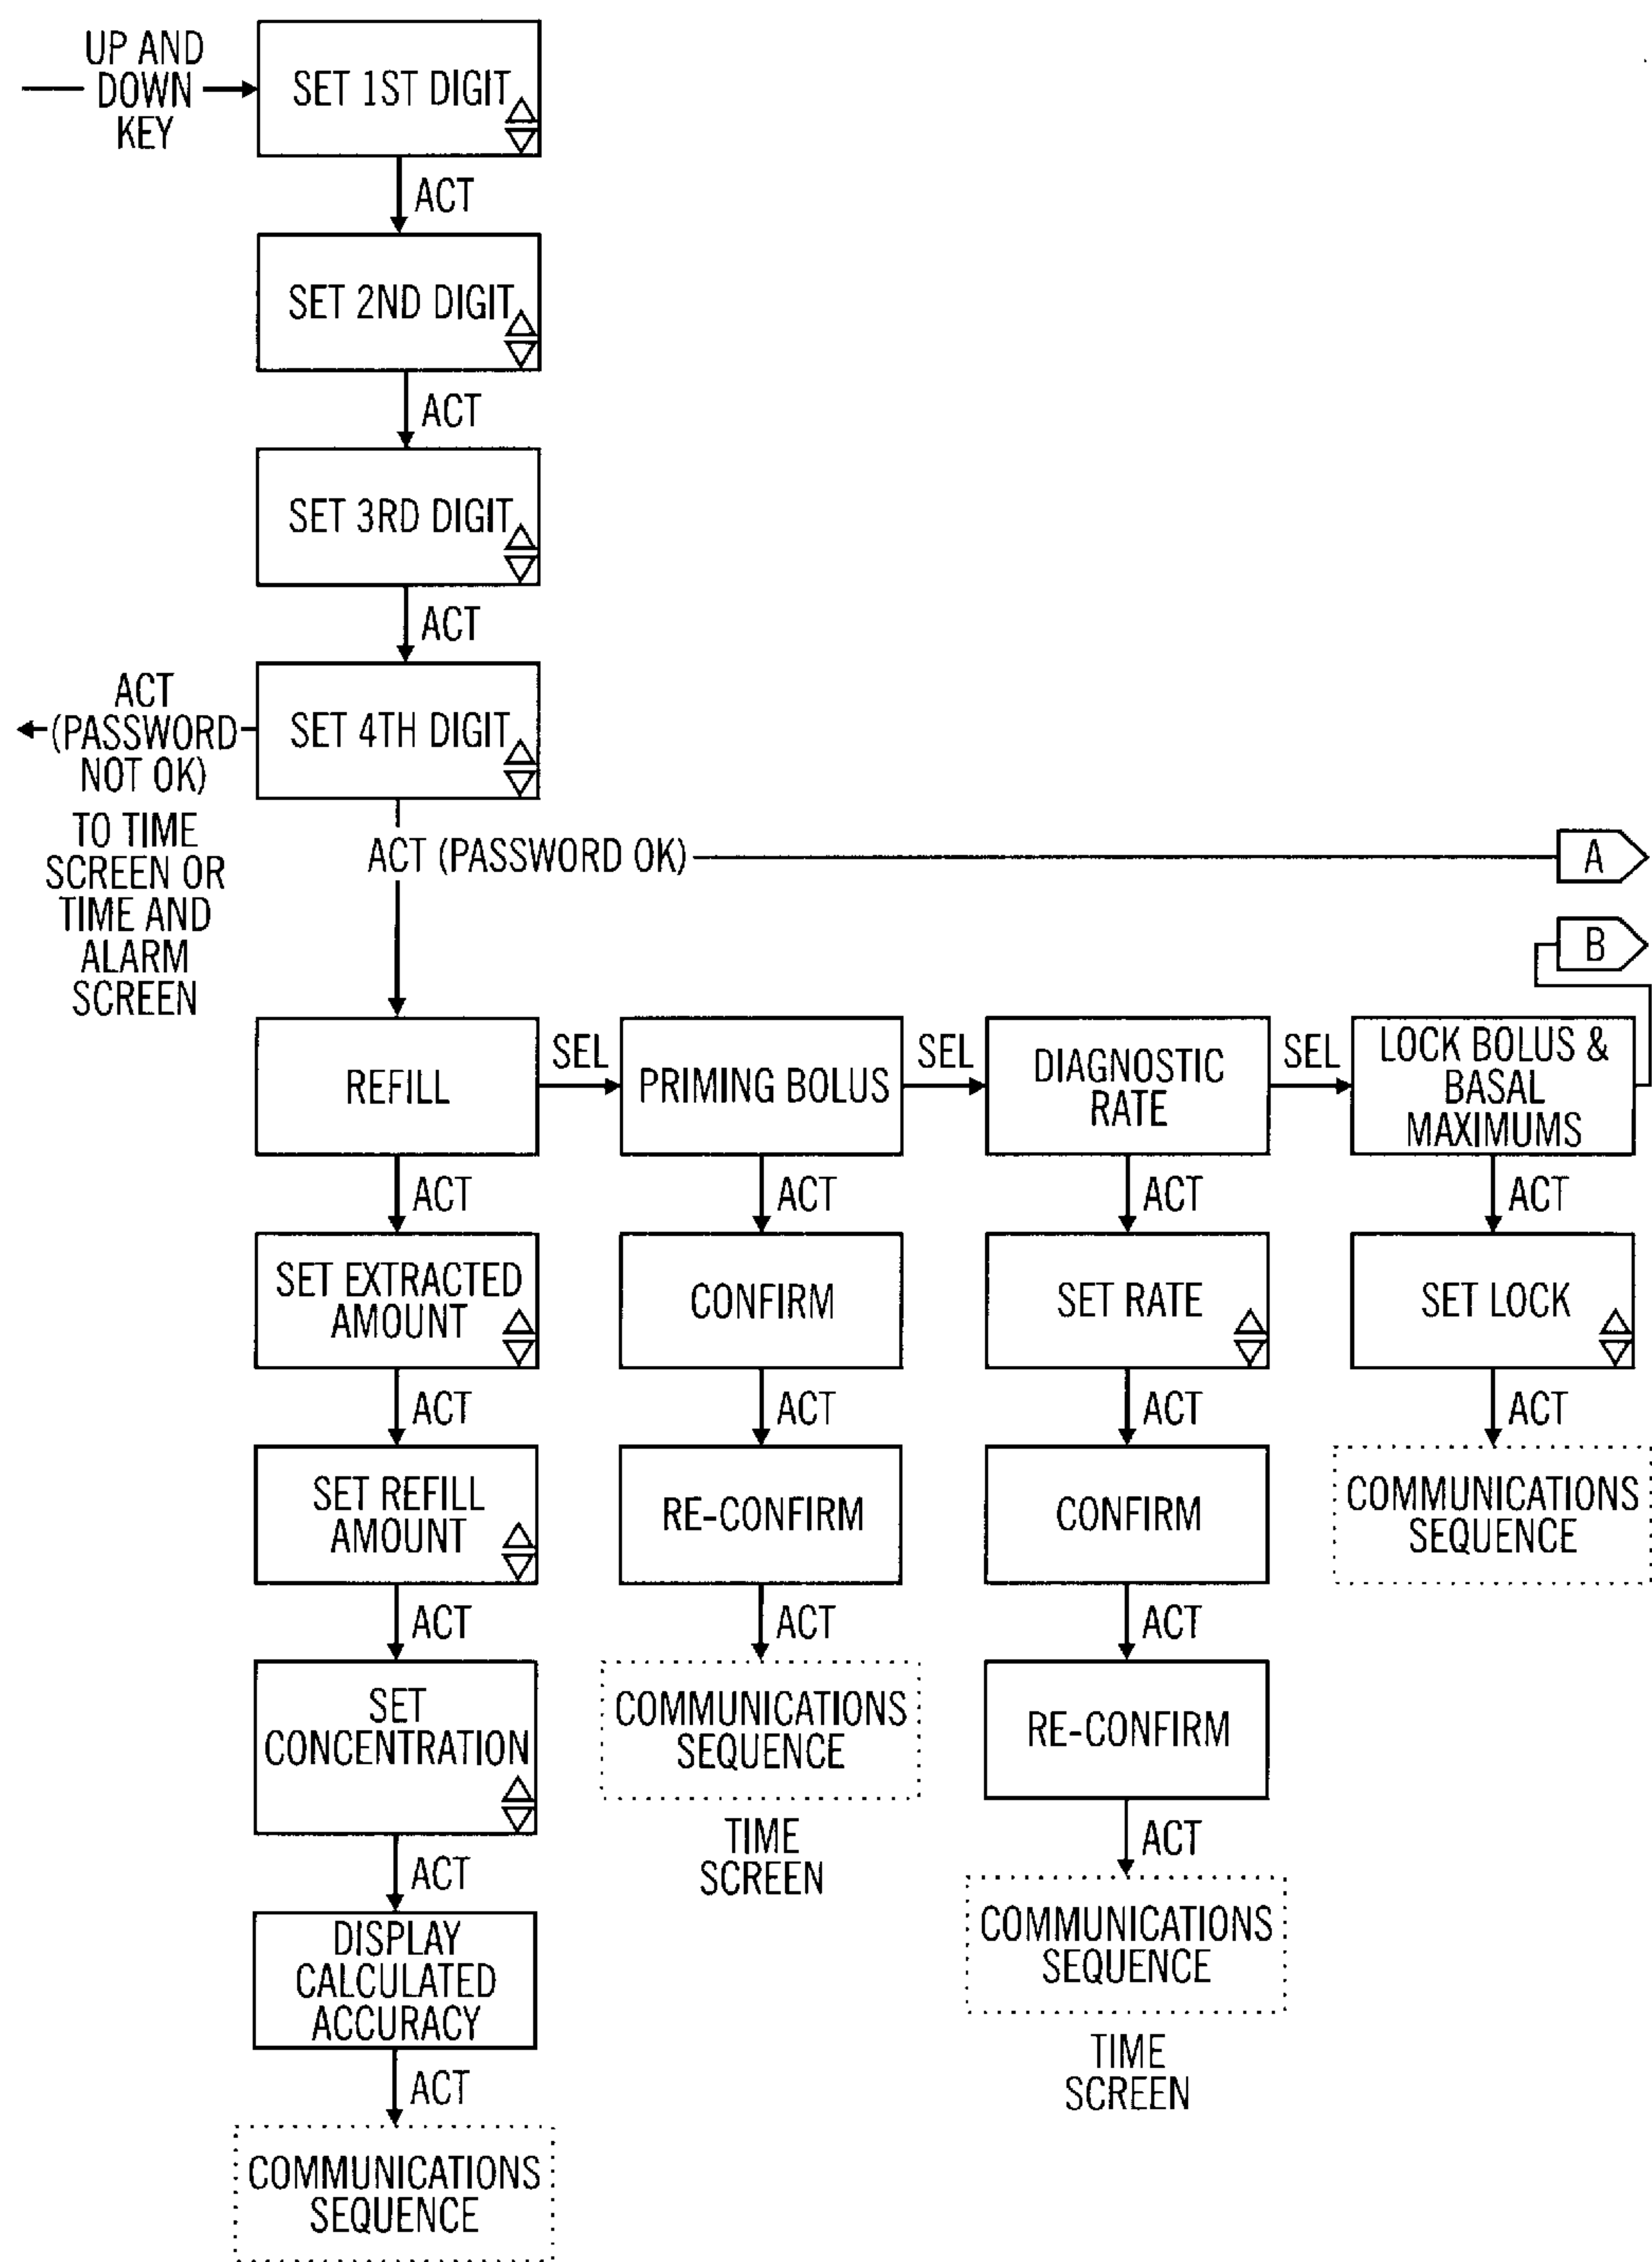 UP AND
DOWN
KEY
SET 1ST DIGIT
ACT
SET 2ND DIGIT
ACT
SET 3RD DIGIT
ACT
SET 4TH DIGIT
ACT
(PASSWORD
NOT OK)
TO TIME
SCREEN OR
TIME AND
ALARM
SCREEN
ACT (PASSWORD OK)
A
B
REFILL
SEL
PRIMING BOLUS
SEL
DIAGNOSTIC
RATE
SEL
LOCK BOLUS &
BASAL
MAXIMUMS
ACT
ACT
ACT
ACT
SET EXTRACTED
AMOUNT
CONFIRM
SET RATE
SET LOCK
ACT
ACT
ACT
ACT
SET REFILL
AMOUNT
RE-CONFIRM
CONFIRM
COMMUNICATIONS
SEQUENCE
ACT
ACT
ACT
SET
CONCENTRATION
COMMUNICATIONS
SEQUENCE
TIME
SCREEN
RE-CONFIRM
ACT
ACT
DISPLAY
CALCULATED
ACCURACY
COMMUNICATIONS
SEQUENCE
TIME
SCREEN
ACT
COMMUNICATIONS
SEQUENCE